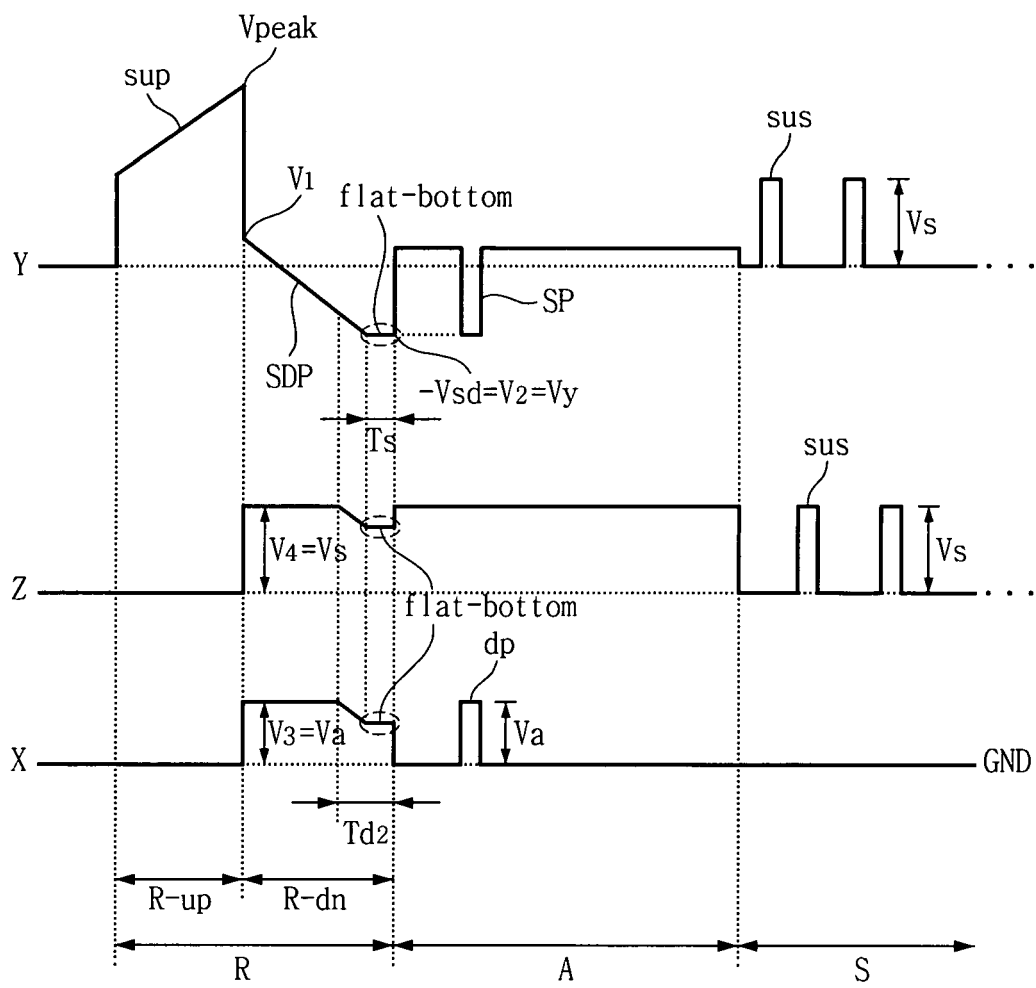 Vpeak
sup
sus
V1
flat-bottom
Vs
Y
SP
SDP
-Vsd=V2=Vy
Ts
sus
V4=Vs
Vs
Z
flat-bottom
dp
V3=Va
Va
X
GND
Td2
R-up
R-dn
R
A
S